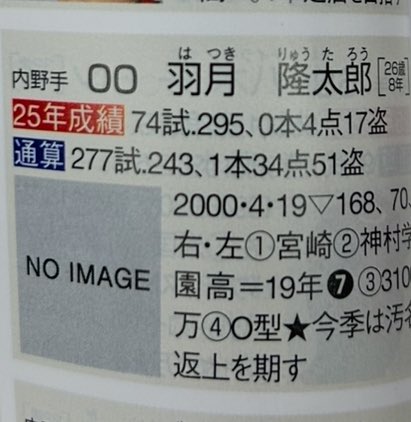 は つき りゅう た ろう
内野手 00 羽月 隆太郎 [26歳 8年]
25年成績 74試.295、0本4点17盗
通算 277試.243、1本34点51盗
NO IMAGE
2000・4・19▽168、70、
右・左①宮崎②神村学
園高=19年❼③310
万④O型★今季は汚名
返上を期す